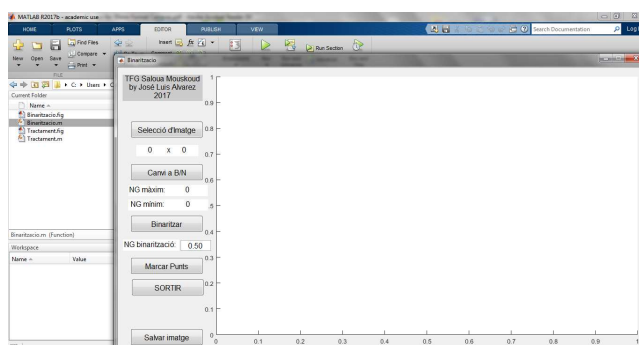 MATLAB R2017b - academic use
HOME PLOTS APPS EDITOR PUBLISH VIEW
Search Documentation
Log I
New Open Save
Find Files
Compare
Print
Insert
Run Section
FILE
C: Users
Current Folder
Name
Binaritzacio.fig
Binaritzacio.m
Tractament.fig
Tractament.m
Binaritzacio.m (Function)
Workspace
Name Value
Binaritzacio
TFG Saloua Mouskoud
by José Luis Alvarez
2017
Selecció d'Imatge
0 x 0
Canvi a B/N
NG màxim: 0
NG mínim: 0
Binaritzar
NG binarització: 0.50
Marcar Punts
SORTIR
Salvar imatge
1
0.9
0.8
0.7
0.6
.5
0.4
0.3
0.2
0.1
0
0 0.1 0.2 0.3 0.4 0.5 0.6 0.7 0.8 0.9 1